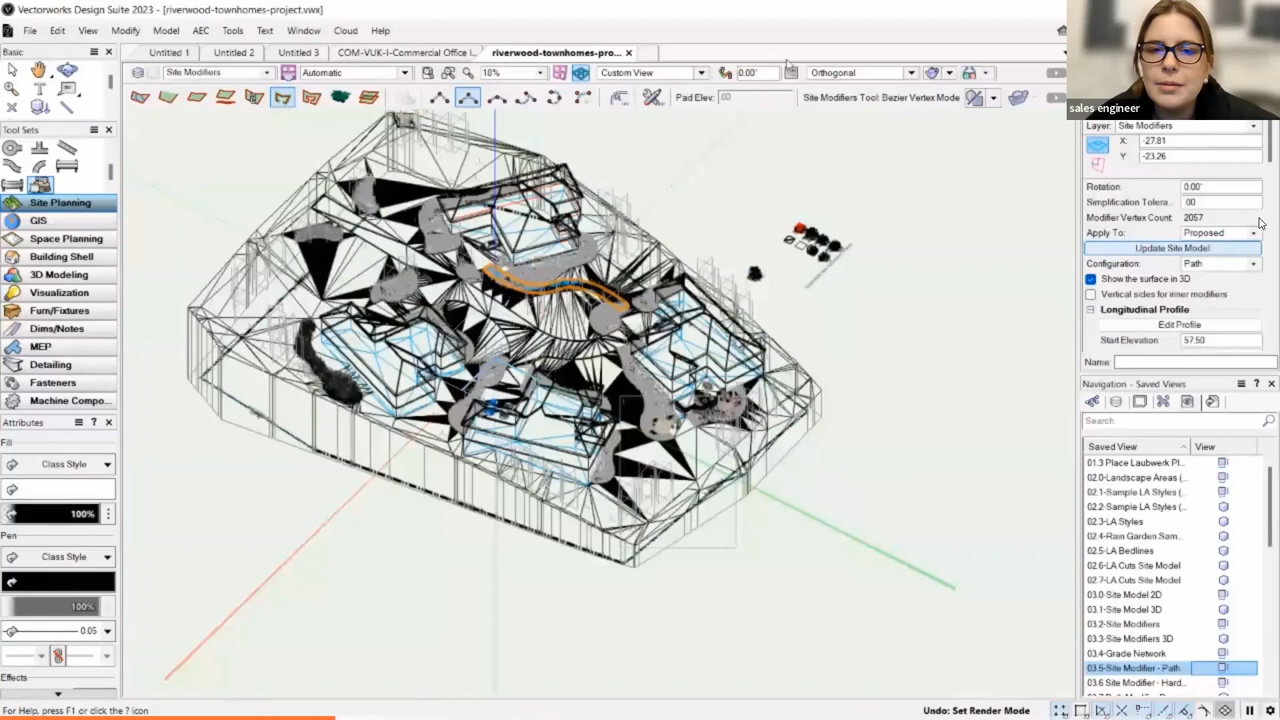 Vectorworks Design Suite 2023 - [riverwood-townhomes-project.vwx]
File Edit View Modify Model AEC Tools Text Window Cloud Help
Basic
Untitled 1 Untitled 2 Untitled 3 COM-VUK-I-Commercial Office I... riverwood-townhomes-pro...
Site Modifiers Automatic 18% Custom View 0.00' Orthogonal
Pad Elev: 00 Site Modifiers Tool: Bezier Vertex Mode
sales engineer
Tool Sets
Site Planning
GIS
Space Planning
Building Shell
3D Modeling
Visualization
Furn/Fixtures
Dims/Notes
MEP
Detailing
Fasteners
Machine Compo...
Attributes
Fill
Class Style
100%
Pen
Class Style
100%
0.05
Effects
Layer: Site Modifiers
X: -27.81
Y -23.26
Rotation: 0.00'
Simplification Tolera... 00
Modifier Vertex Count: 2057
Apply To: Proposed
Update Site Model
Configuration: Path
Show the surface in 3D
Vertical sides for inner modifiers
Longitudinal Profile
Edit Profile
Start Elevation 57.50
Name:
Navigation - Saved Views
Search
Saved View View
01.3 Place Laubwerk Pl...
02.0-Landscape Areas (...
02.1-Sample LA Styles (...
02.2-Sample LA Styles (...
02.3-LA Styles
02.4-Rain Garden Sam...
02.5-LA Bedlines
02.6-LA Cuts Site Model
02.7-LA Cuts Site Model
03.0-Site Model 2D
03.1-Site Model 3D
03.2-Site Modifiers
03.3-Site Modifiers 3D
03.4-Grade Network
03.5-Site Modifier - Path
03.6 Site Modifier - Hard...
For Help, press F1 or click the ? icon
Undo: Set Render Mode